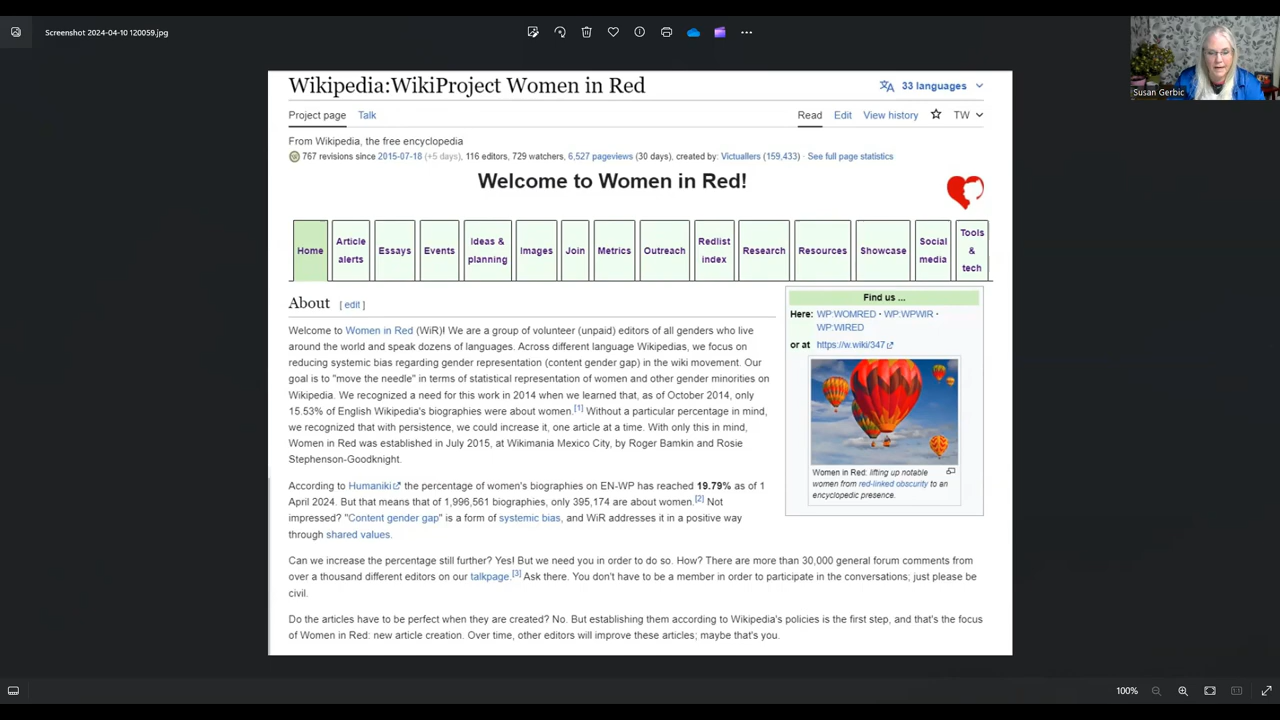 Screenshot 2024-04-10 120059.jpg
Susan Gerbic
Wikipedia:WikiProject Women in Red
33 languages
Project page Talk
Read Edit View history TW
From Wikipedia, the free encyclopedia
767 revisions since 2015-07-18 (+5 days), 116 editors, 729 watchers, 6,527 pageviews (30 days), created by: Victuallers (159,433) · See full page statistics
Welcome to Women in Red!
Home
Article
alerts
Essays
Events
Ideas &
planning
Images
Join
Metrics
Outreach
Redlist
index
Research
Resources
Showcase
Social
media
Tools
&
tech
About [ edit ]
Welcome to Women in Red (WiR)! We are a group of volunteer (unpaid) editors of all genders who live
around the world and speak dozens of languages. Across different language Wikipedias, we focus on
reducing systemic bias regarding gender representation (content gender gap) in the wiki movement. Our
goal is to "move the needle" in terms of statistical representation of women and other gender minorities on
Wikipedia. We recognized a need for this work in 2014 when we learned that, as of October 2014, only
15.53% of English Wikipedia's biographies were about women.[1] Without a particular percentage in mind,
we recognized that with persistence, we could increase it, one article at a time. With only this in mind,
Women in Red was established in July 2015, at Wikimania Mexico City, by Roger Bamkin and Rosie
Stephenson-Goodknight.
According to Humaniki the percentage of women's biographies on EN-WP has reached 19.79% as of 1
April 2024. But that means that of 1,996,561 biographies, only 395,174 are about women.[2] Not
impressed? "Content gender gap" is a form of systemic bias, and WiR addresses it in a positive way
through shared values.
Find us ...
Here: WP:WOMRED • WP:WPWIR •
WP:WIRED
or at https://w.wiki/347
Women in Red: lifting up notable
women from red-linked obscurity to an
encyclopedic presence.
Can we increase the percentage still further? Yes! But we need you in order to do so. How? There are more than 30,000 general forum comments from
over a thousand different editors on our talkpage.[3] Ask there. You don't have to be a member in order to participate in the conversations; just please be
civil.
Do the articles have to be perfect when they are created? No. But establishing them according to Wikipedia's policies is the first step, and that's the focus
of Women in Red: new article creation. Over time, other editors will improve these articles; maybe that's you.
100%